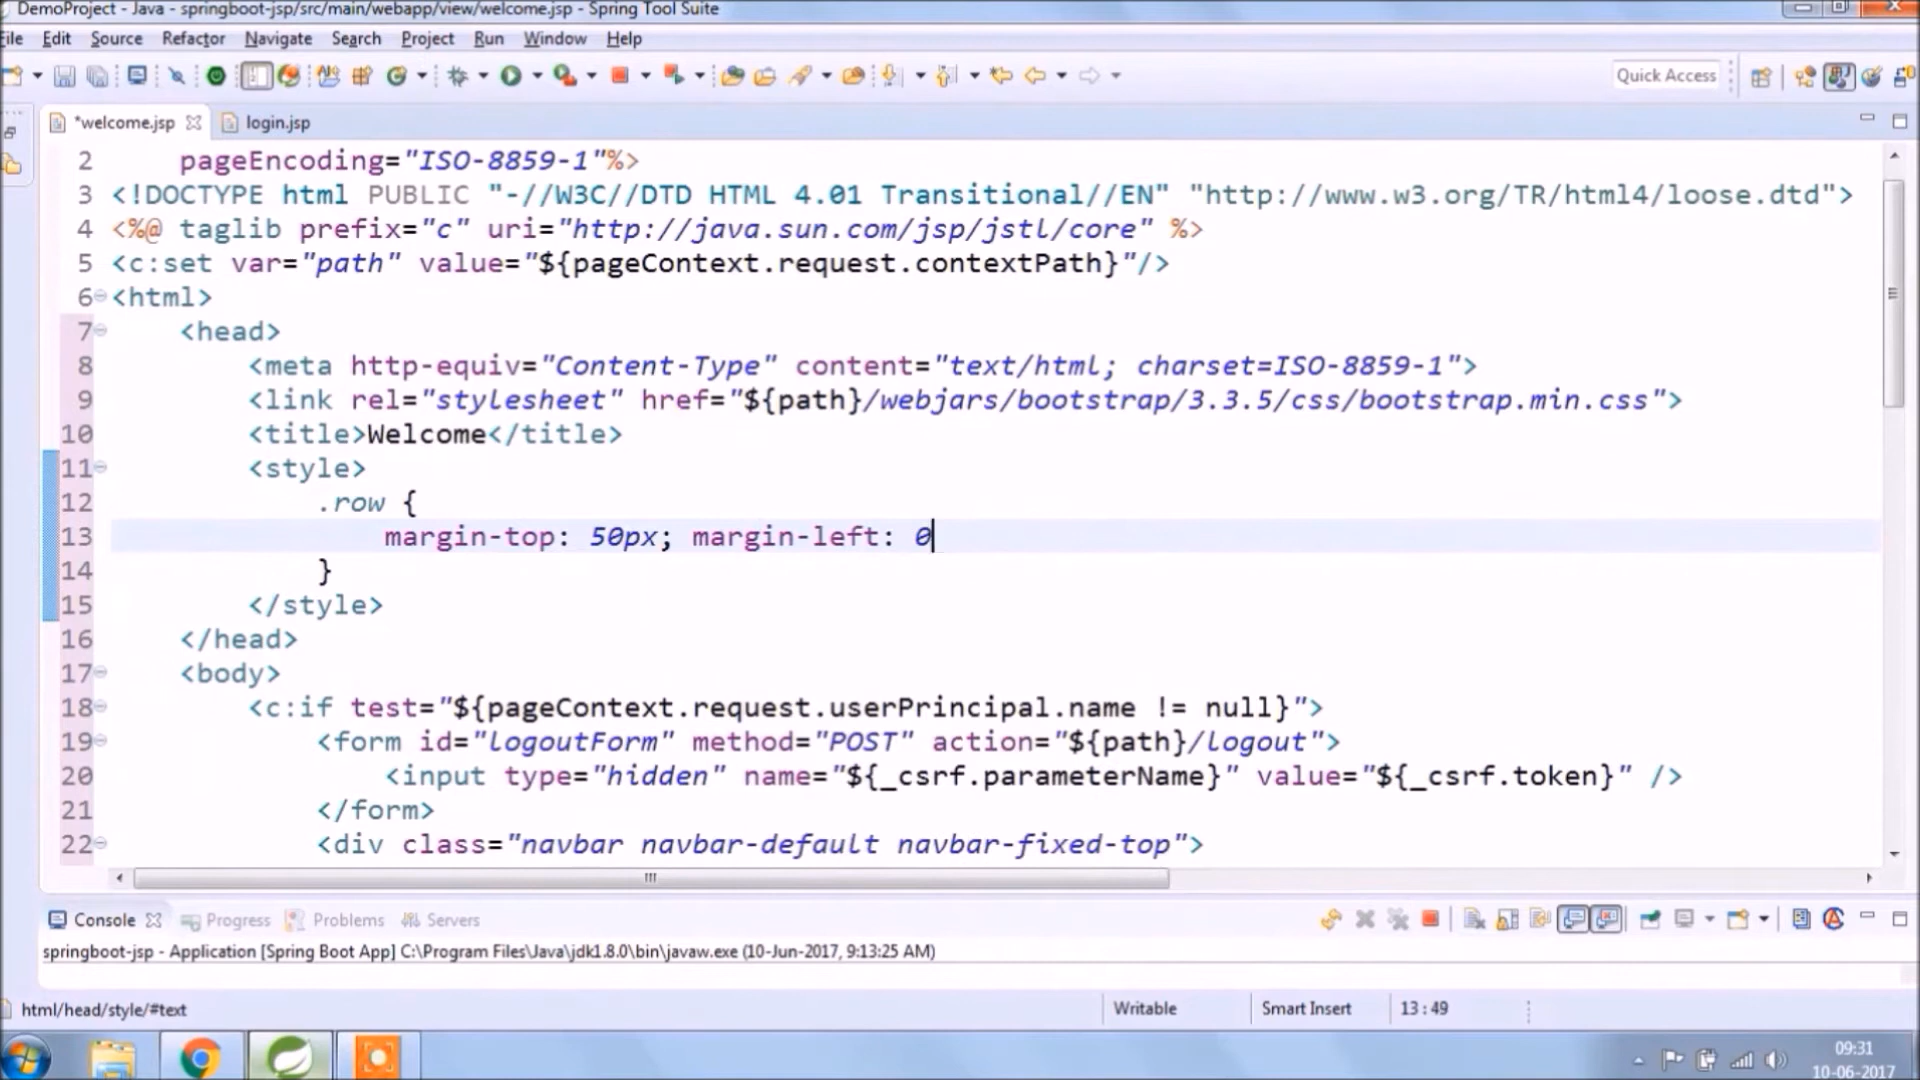 DemoProject - Java - springboot-jsp/src/main/webapp/view/welcome.jsp - Spring Tool Suite
File Edit Source Refactor Navigate Search Project Run Window Help
Quick Access
*welcome.jsp login.jsp
2 pageEncoding="ISO-8859-1"%>
3 <!DOCTYPE html PUBLIC "-//W3C//DTD HTML 4.01 Transitional//EN" "http://www.w3.org/TR/html4/loose.dtd">
4 <%@ taglib prefix="c" uri="http://java.sun.com/jsp/jstl/core" %>
5 <c:set var="path" value="${pageContext.request.contextPath}"/>
6 <html>
7 <head>
8 <meta http-equiv="Content-Type" content="text/html; charset=ISO-8859-1">
9 <link rel="stylesheet" href="${path}/webjars/bootstrap/3.3.5/css/bootstrap.min.css">
10 <title>Welcome</title>
11 <style>
12 .row {
13 margin-top: 50px; margin-left: 0
14 }
15 </style>
16 </head>
17 <body>
18 <c:if test="${pageContext.request.userPrincipal.name != null}">
19 <form id="logoutForm" method="POST" action="${path}/logout">
20 <input type="hidden" name="${_csrf.parameterName}" value="${_csrf.token}" />
21 </form>
22 <div class="navbar navbar-default navbar-fixed-top">
Console Progress Problems Servers
springboot-jsp - Application [Spring Boot App] C:\Program Files\Java\jdk1.8.0\bin\javaw.exe (10-Jun-2017, 9:13:25 AM)
html/head/style/#text Writable Smart Insert 13 : 49
09:31
10-06-2017